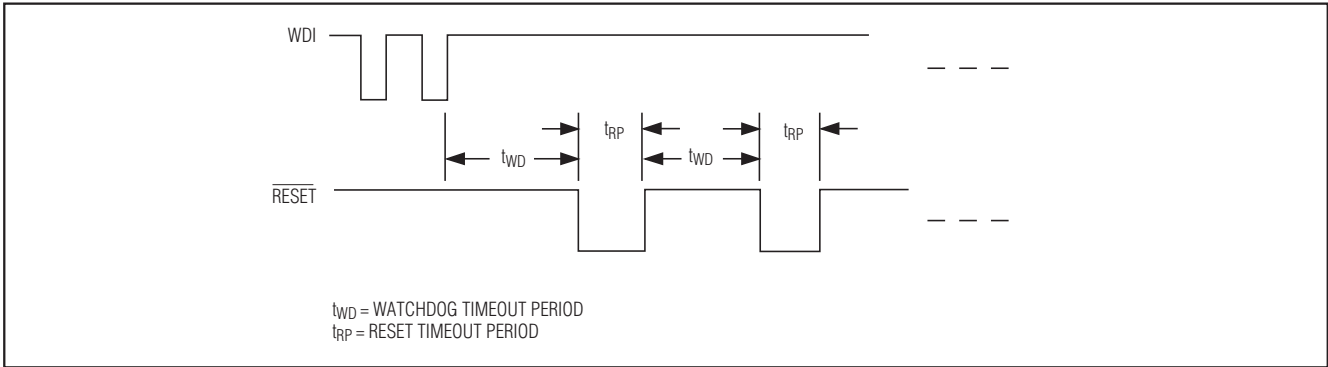 WDI
tRP
tRP
tWD
tWD
RESET
tWD = WATCHDOG TIMEOUT PERIOD
tRP = RESET TIMEOUT PERIOD